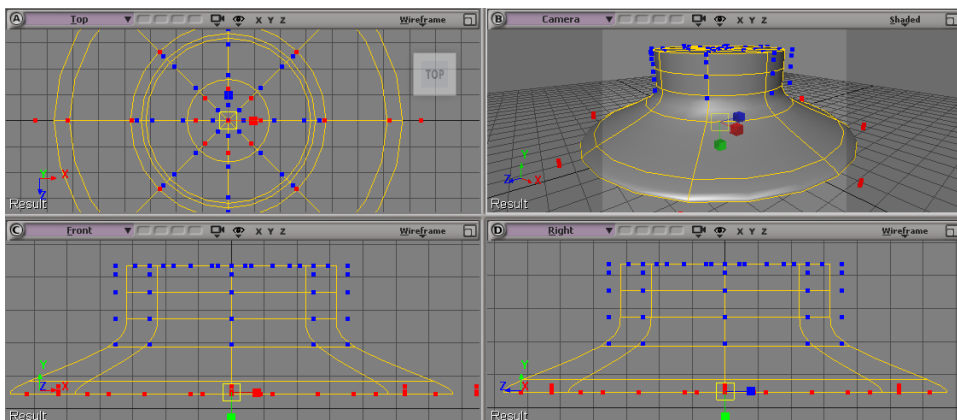 A Top X Y Z Wireframe
B Camera X Y Z Shaded
TOP
Y
X
Z
Result
Y
Z X
Result
C Front X Y Z Wireframe
D Right X Y Z Wireframe
Y
Z X
Result
Y
Z X
Result